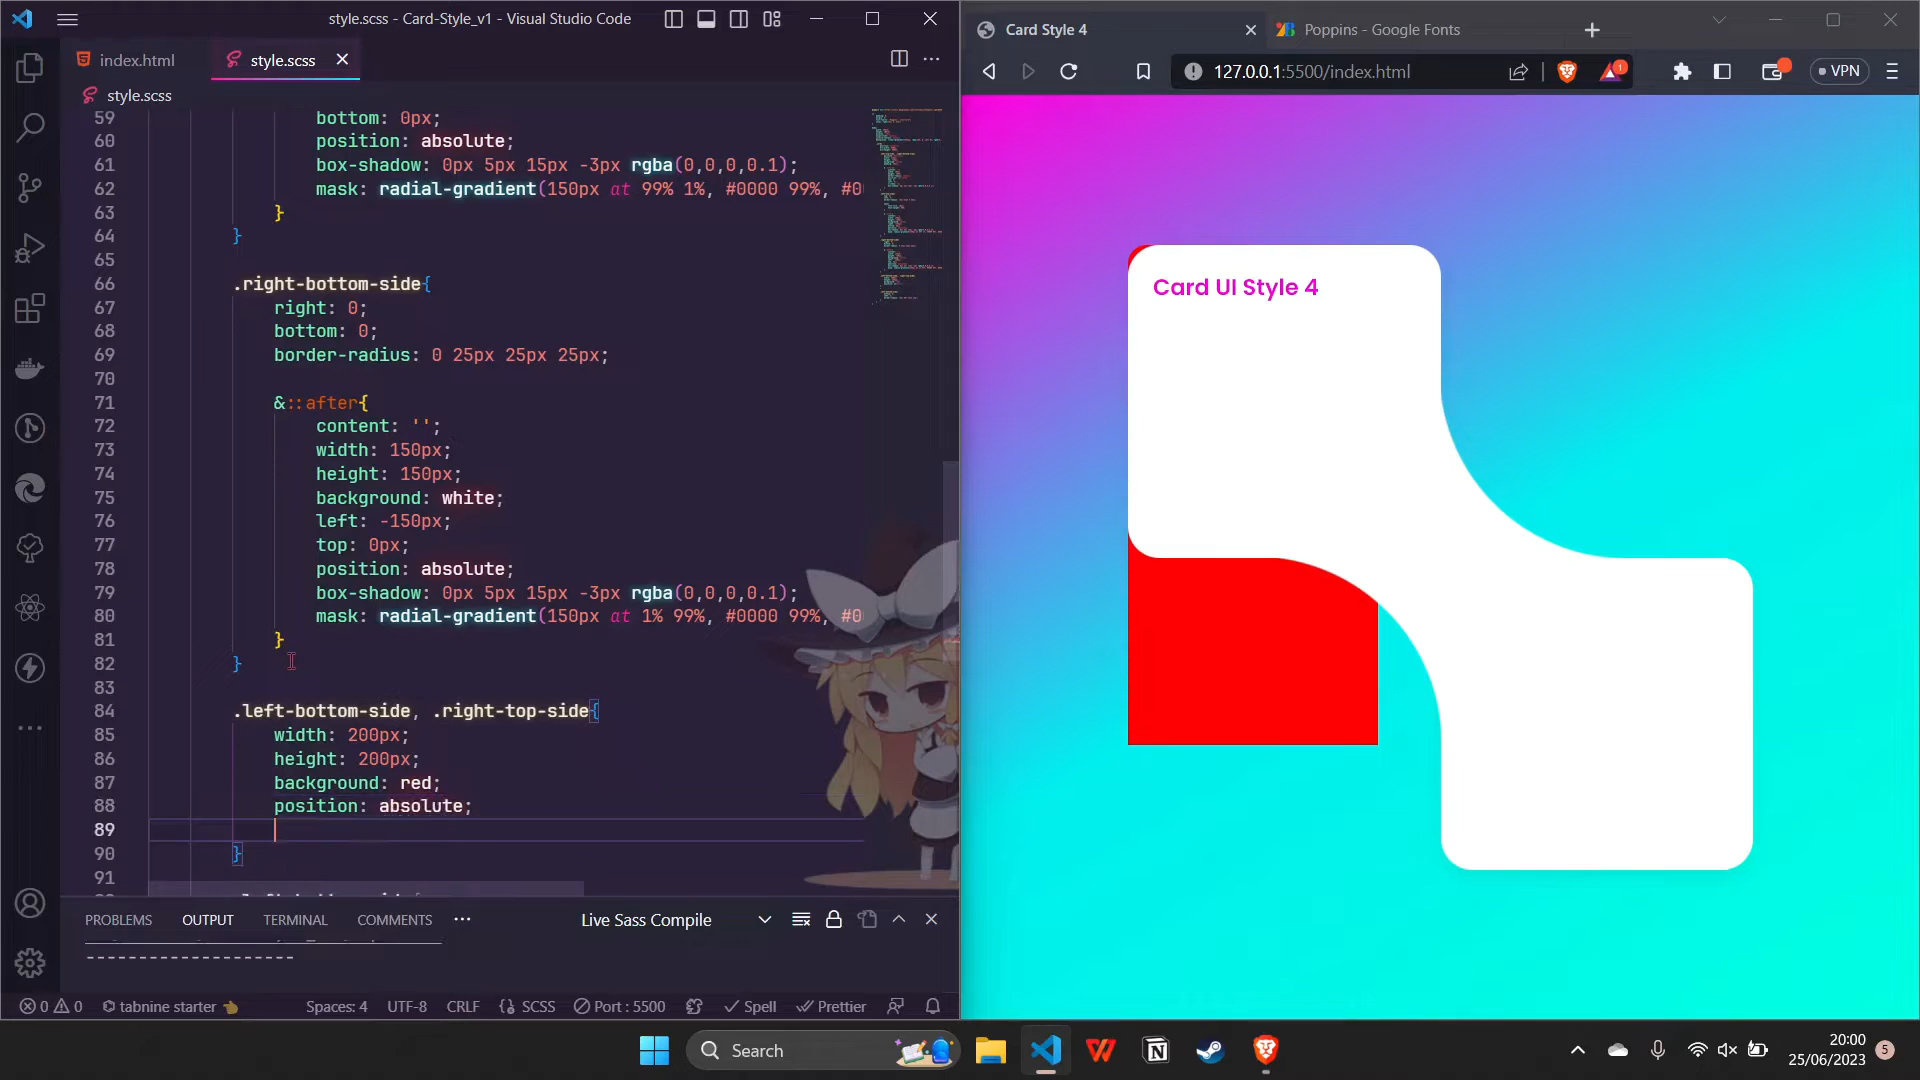 style.scss - Card-Style_v1 - Visual Studio Code
index.html
style.scss
style.scss
59 bottom: 0px;
60 position: absolute;
61 box-shadow: 0px 5px 15px -3px rgba(0,0,0,0.1);
62 mask: radial-gradient(150px at 99% 1%, #0000 99%, #0
63 }
64 }
65
66 .right-bottom-side{
67 right: 0;
68 bottom: 0;
69 border-radius: 0 25px 25px 25px;
70
71 &::after{
72 content: '';
73 width: 150px;
74 height: 150px;
75 background: white;
76 left: -150px;
77 top: 0px;
78 position: absolute;
79 box-shadow: 0px 5px 15px -3px rgba(0,0,0,0.1);
80 mask: radial-gradient(150px at 1% 99%, #0000 99%, #0
81 }
82 }
83
84 .left-bottom-side, .right-top-side{
85 width: 200px;
86 height: 200px;
87 background: red;
88 position: absolute;
89
90 }
91
PROBLEMS OUTPUT TERMINAL COMMENTS
Live Sass Compile
--------------------
0 0 tabnine starter
Spaces: 4 UTF-8 CRLF SCSS Port : 5500 Spell Prettier
Card Style 4
Poppins - Google Fonts
127.0.0.1:5500/index.html
1
VPN
Card UI Style 4
Search
20:00
25/06/2023
5